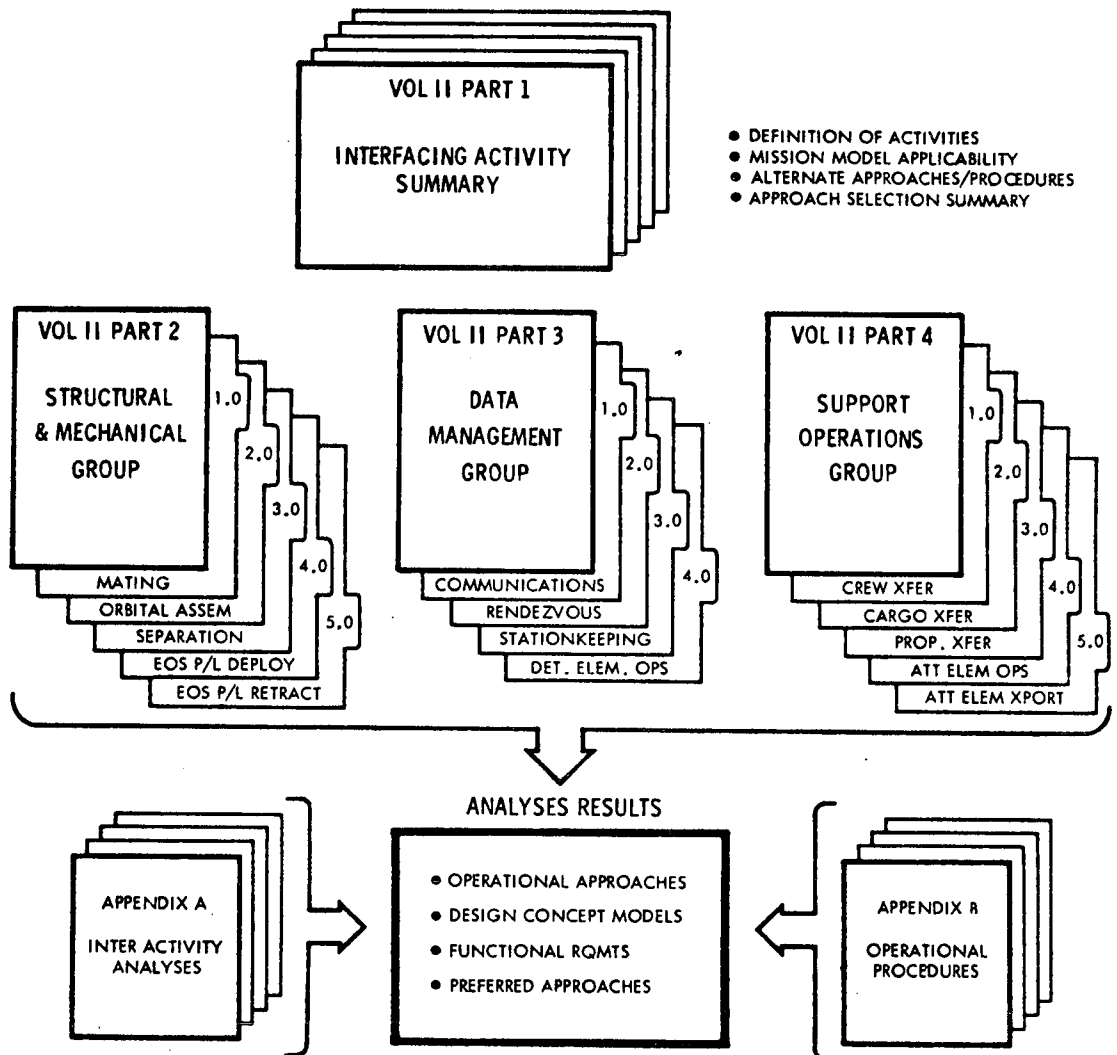 VOL II PART 1
INTERFACING ACTIVITY
SUMMARY
● DEFINITION OF ACTIVITIES
● MISSION MODEL APPLICABILITY
● ALTERNATE APPROACHES/PROCEDURES
● APPROACH SELECTION SUMMARY
VOL II PART 2
STRUCTURAL
& MECHANICAL
GROUP
1.0
2.0
3.0
4.0
5.0
MATING
ORBITAL ASSEM
SEPARATION
EOS P/L DEPLOY
EOS P/L RETRACT
VOL II PART 3
DATA
MANAGEMENT
GROUP
1.0
2.0
3.0
4.0
COMMUNICATIONS
RENDEZVOUS
STATIONKEEPING
DET. ELEM. OPS
VOL II PART 4
SUPPORT
OPERATIONS
GROUP
1.0
2.0
3.0
4.0
5.0
CREW XFER
CARGO XFER
PROP. XFER
ATT ELEM OPS
ATT ELEM XPORT
ANALYSES RESULTS
● OPERATIONAL APPROACHES
● DESIGN CONCEPT MODELS
● FUNCTIONAL RQMTS
● PREFERRED APPROACHES
APPENDIX A
INTER ACTIVITY
ANALYSES
APPENDIX B
OPERATIONAL
PROCEDURES